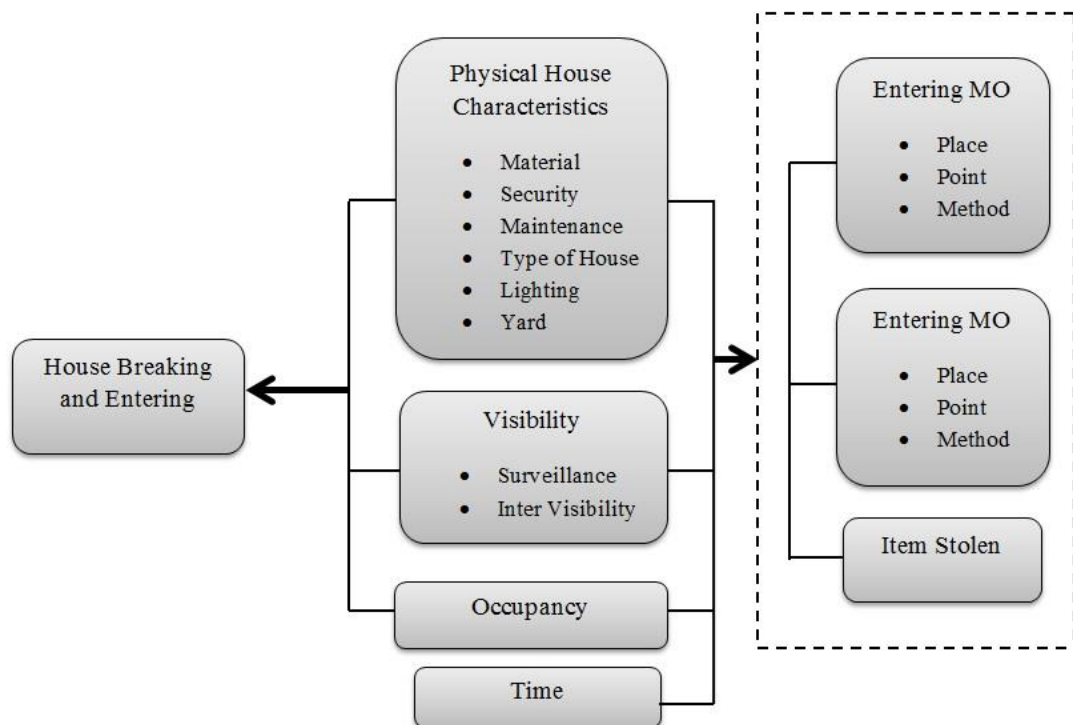 House Breaking
and Entering
Physical House
Characteristics
• Material
• Security
• Maintenance
• Type of House
• Lighting
• Yard
Visibility
• Surveillance
• Inter Visibility
Occupancy
Time
Entering MO
• Place
• Point
• Method
Entering MO
• Place
• Point
• Method
Item Stolen